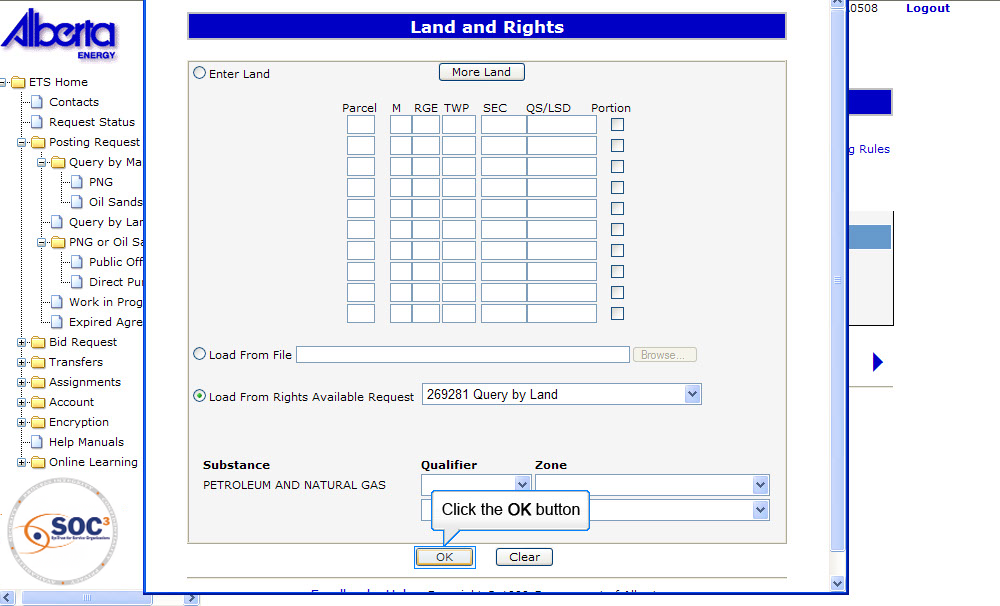 Alberta
ENERGY
ETS Home
Contacts
Request Status
Posting Request
Query by Ma
PNG
Oil Sands
Query by Lan
PNG or Oil Sa
Public Off
Direct Pur
Work in Prog
Expired Agre
Bid Request
Transfers
Assignments
Account
Encryption
Help Manuals
Online Learning
SOC3
Land and Rights
Enter Land
More Land
Parcel M RGE TWP SEC QS/LSD Portion
Load From File
Browse...
Load From Rights Available Request
269281 Query by Land
Substance Qualifier Zone
PETROLEUM AND NATURAL GAS
Click the OK button
OK
Clear
0508
Logout
g Rules